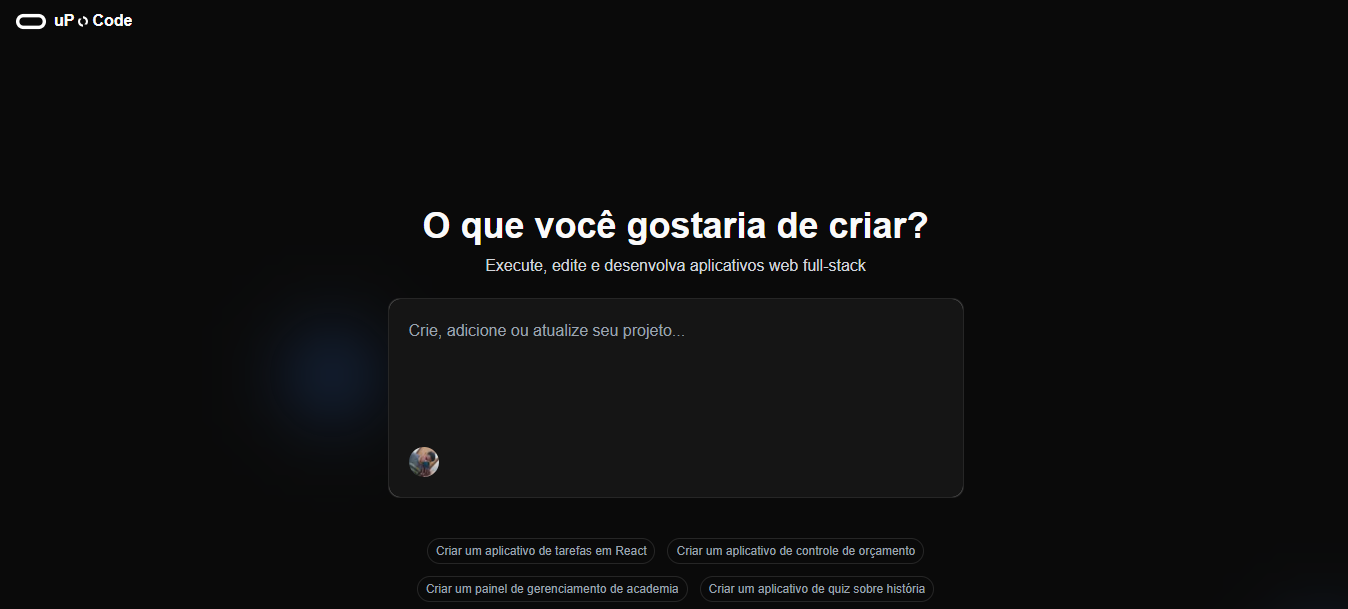 uP Code
O que você gostaria de criar?
Execute, edite e desenvolva aplicativos web full-stack
Crie, adicione ou atualize seu projeto...
Criar um aplicativo de tarefas em React
Criar um aplicativo de controle de orçamento
Criar um painel de gerenciamento de academia
Criar um aplicativo de quiz sobre história